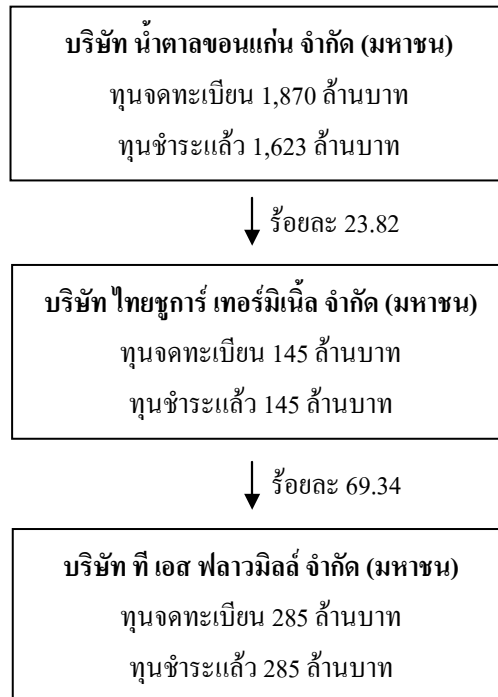 บริษัท น้ำตาลขอนแก่น จำกัด (มหาชน)
ทุนจดทะเบียน 1,870 ล้านบาท
ทุนชำระแล้ว 1,623 ล้านบาท
ร้อยละ 23.82
บริษัท ไทยชูการ์ เทอร์มิเนิ้ล จำกัด (มหาชน)
ทุนจดทะเบียน 145 ล้านบาท
ทุนชำระแล้ว 145 ล้านบาท
ร้อยละ 69.34
บริษัท ที เอส ฟลาวมิลล์ จำกัด (มหาชน)
ทุนจดทะเบียน 285 ล้านบาท
ทุนชำระแล้ว 285 ล้านบาท